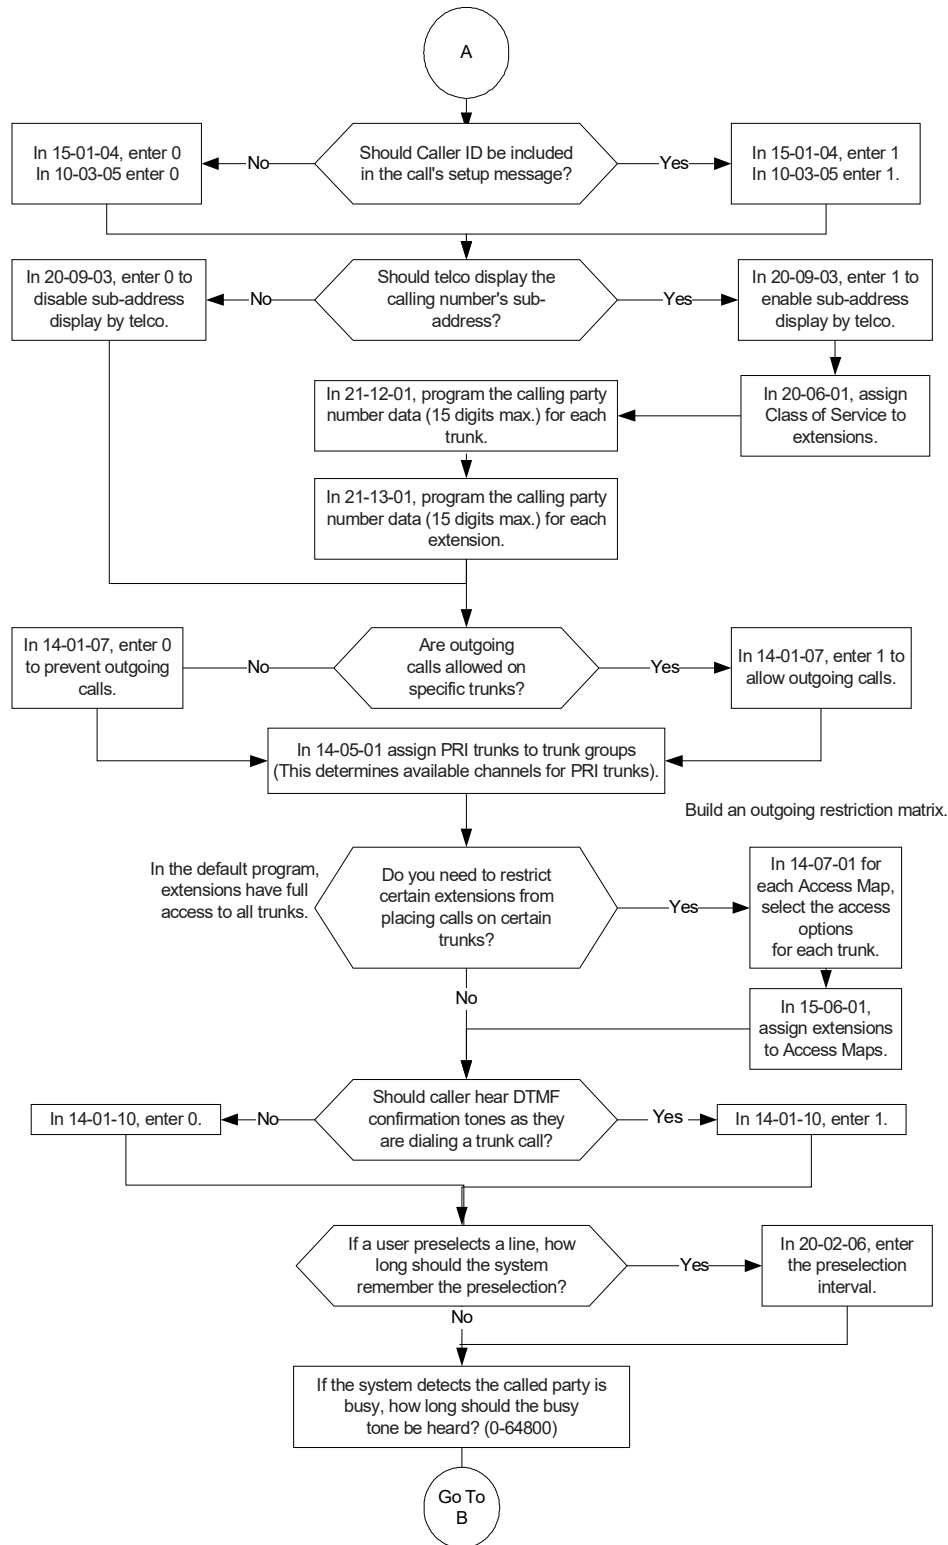 A
In 15-01-04, enter 0
In 10-03-05 enter 0
No
Should Caller ID be included
in the call's setup message?
Yes
In 15-01-04, enter 1
In 10-03-05 enter 1.
In 20-09-03, enter 0 to
disable sub-address
display by telco.
No
Should telco display the
calling number's sub-
address?
Yes
In 20-09-03, enter 1 to
enable sub-address
display by telco.
In 21-12-01, program the calling party
number data (15 digits max.) for each
trunk.
In 20-06-01, assign
Class of Service to
extensions.
In 21-13-01, program the calling party
number data (15 digits max.) for each
extension.
In 14-01-07, enter 0
to prevent outgoing
calls.
No
Are outgoing
calls allowed on
specific trunks?
Yes
In 14-01-07, enter 1 to
allow outgoing calls.
In 14-05-01 assign PRI trunks to trunk groups
(This determines available channels for PRI trunks).
Build an outgoing restriction matrix.
In the default program,
extensions have full
access to all trunks.
Do you need to restrict
certain extensions from
placing calls on certain
trunks?
Yes
In 14-07-01 for
each Access Map,
select the access
options
for each trunk.
No
In 15-06-01,
assign extensions
to Access Maps.
In 14-01-10, enter 0.
No
Should caller hear DTMF
confirmation tones as they
are dialing a trunk call?
Yes
In 14-01-10, enter 1.
If a user preselects a line, how
long should the system
remember the preselection?
Yes
In 20-02-06, enter
the preselection
interval.
No
If the system detects the called party is
busy, how long should the busy
tone be heard? (0-64800)
Go To
B